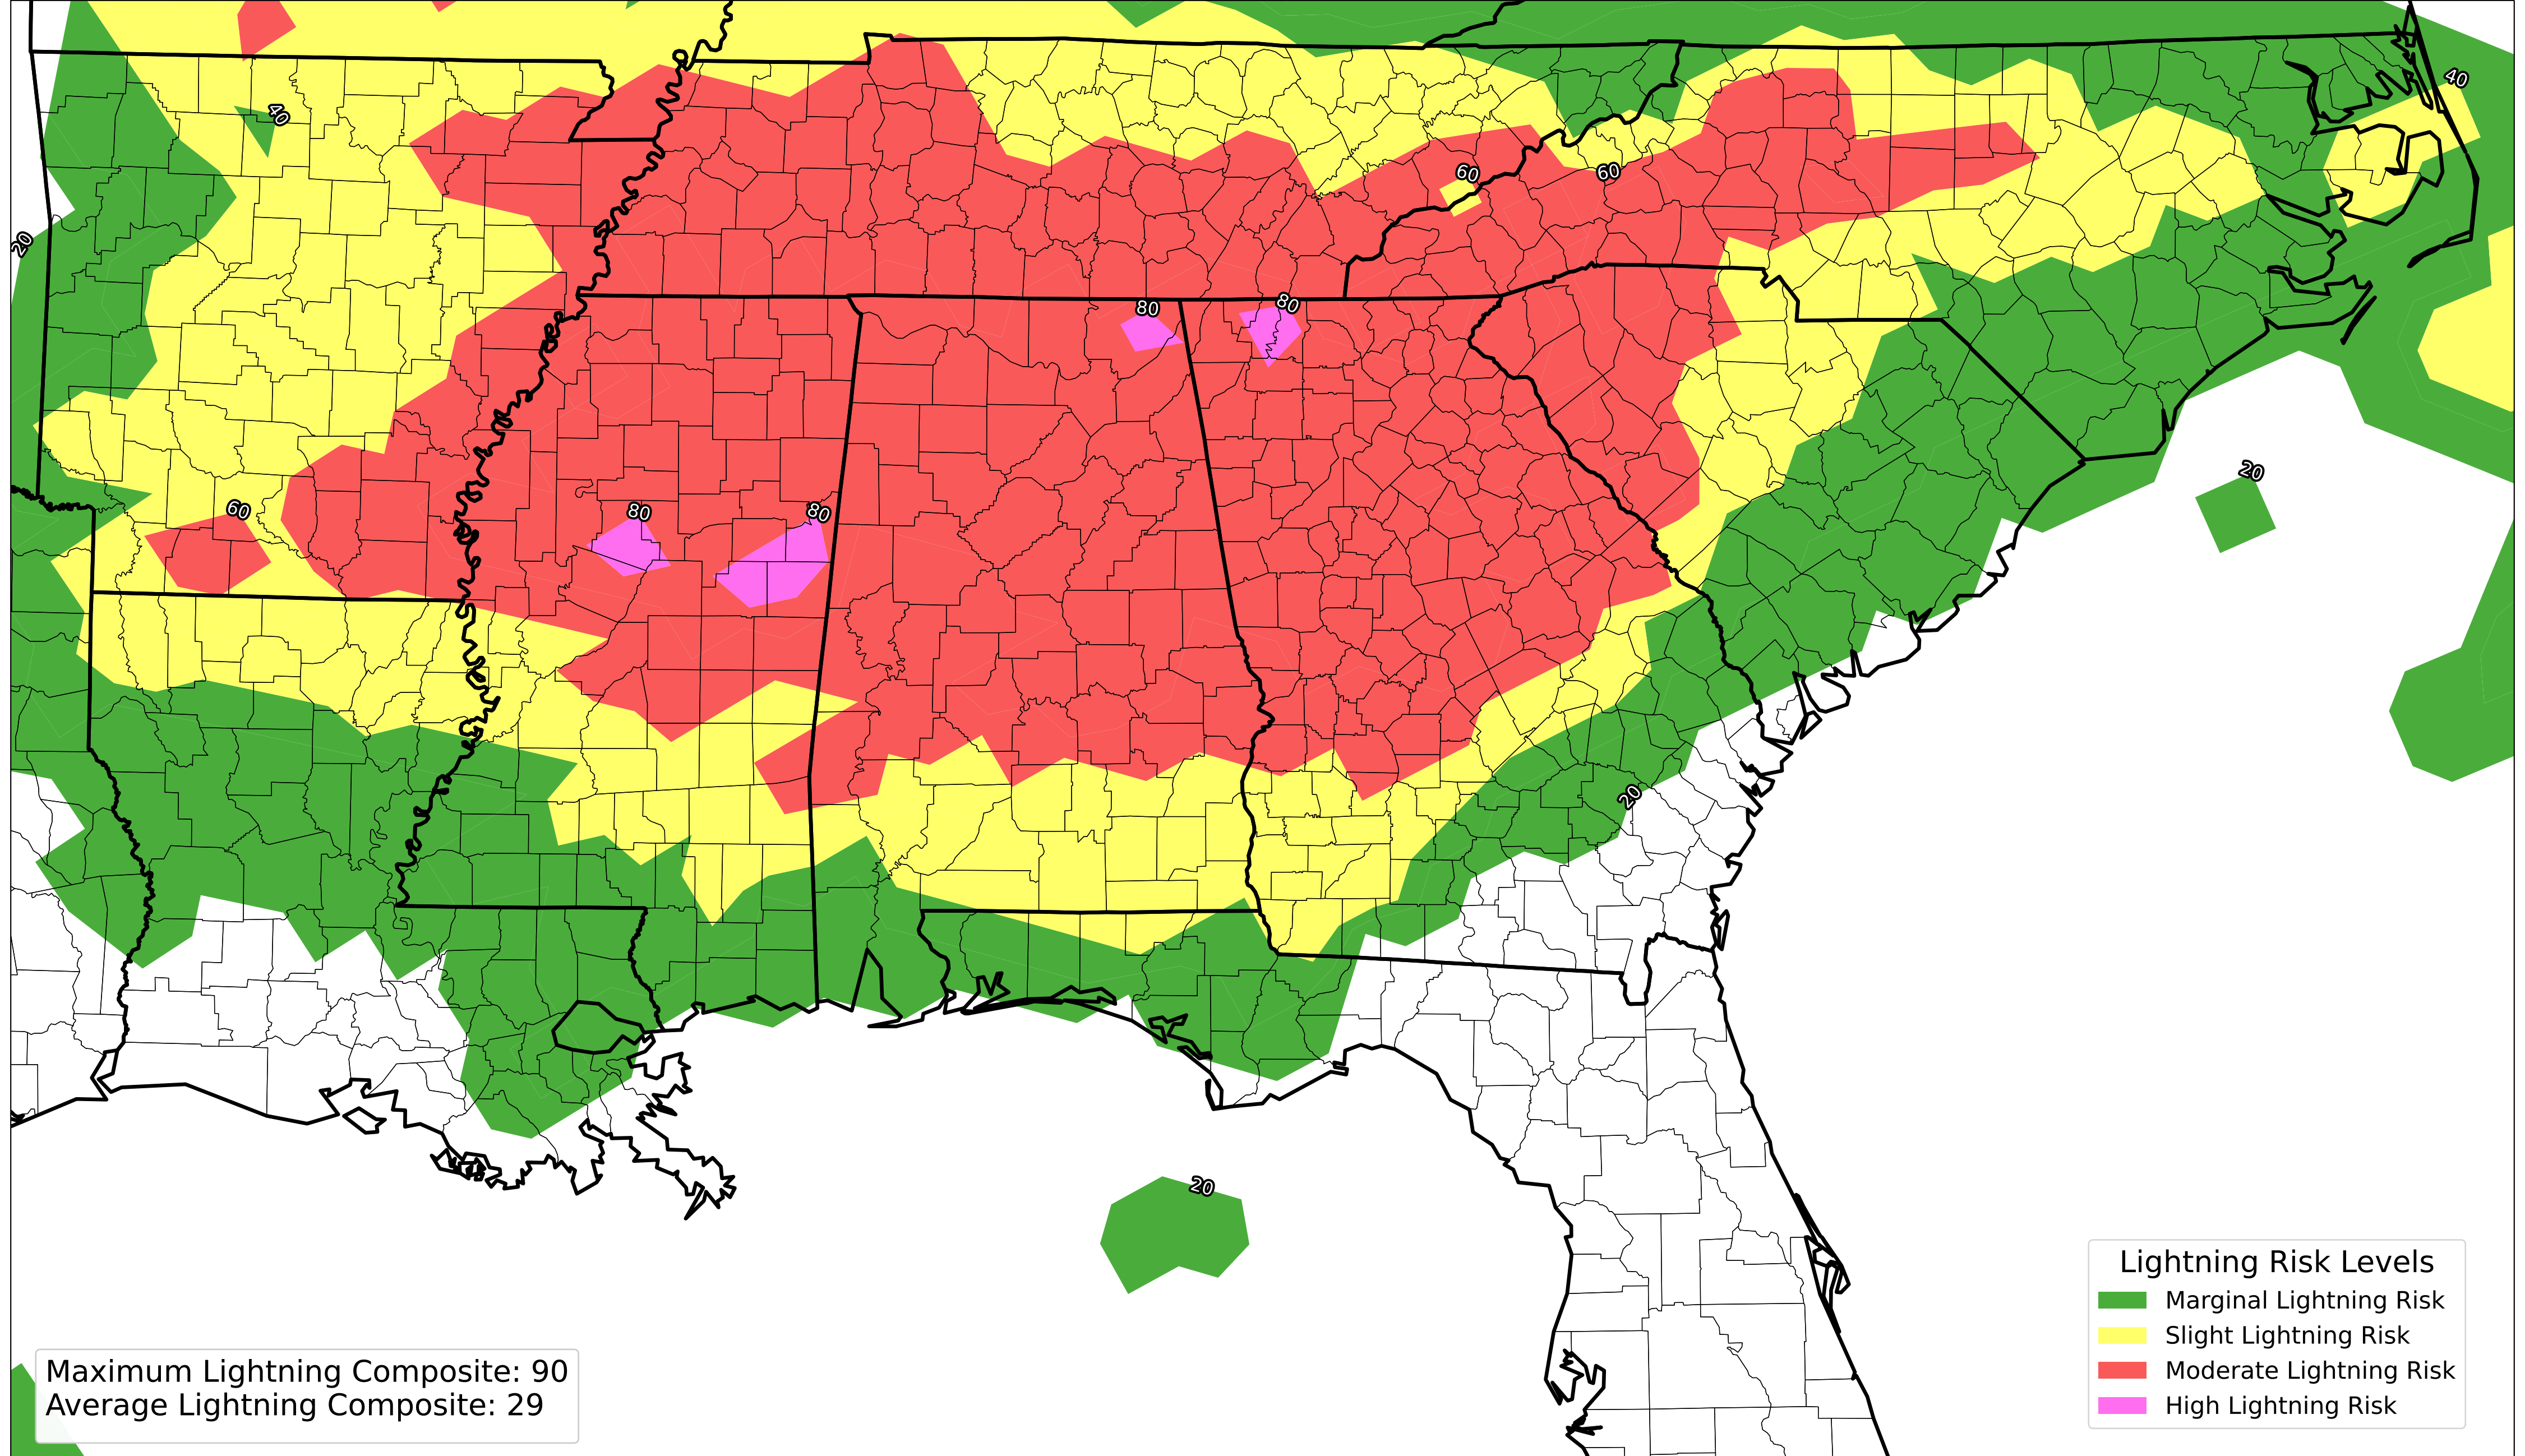 40
40
60
60
20
80
80
20
60
80
80
20
20
Lightning Risk Levels
Marginal Lightning Risk
Slight Lightning Risk
Moderate Lightning Risk
High Lightning Risk
Maximum Lightning Composite: 90
Average Lightning Composite: 29